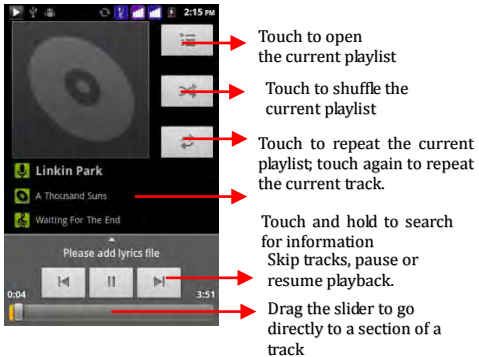 2:15 PM
Touch to open
the current playlist
Touch to shuffle the
current playlist
Touch to repeat the current
playlist; touch again to repeat
the current track.
Linkin Park
A Thousand Suns
Waiting For The End
Touch and hold to search
for information
Please add lyrics file
Skip tracks, pause or
resume playback.
0:04
3:51
Drag the slider to go
directly to a section of a
track